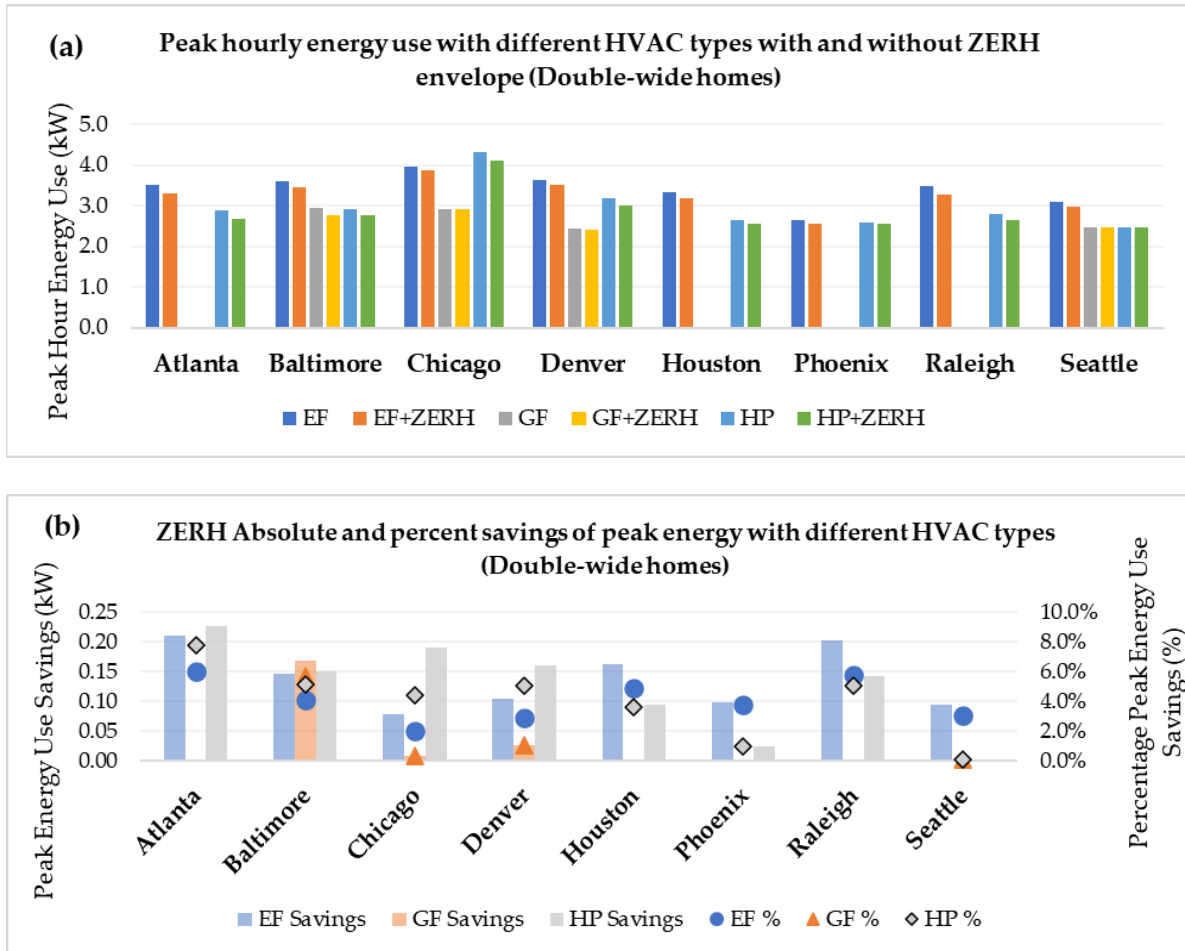 (a)
Peak hourly energy use with different HVAC types with and without ZERH
envelope (Double-wide homes)
Peak Hour Energy Use (kW)
5.0
4.0
3.0
2.0
1.0
0.0
Atlanta Baltimore Chicago Denver Houston Phoenix Raleigh Seattle
EF EF+ZERH GF GF+ZERH HP HP+ZERH
(b)
ZERH Absolute and percent savings of peak energy with different HVAC types
(Double-wide homes)
Peak Energy Use Savings (kW)
0.25
0.20
0.15
0.10
0.05
0.00
10.0%
8.0%
6.0%
4.0%
2.0%
0.0%
Percentage Peak Energy Use
Savings (%)
Atlanta
Baltimore
Chicago
Denver
Houston
Phoenix
Raleigh
Seattle
EF Savings GF Savings HP Savings EF % GF % HP %